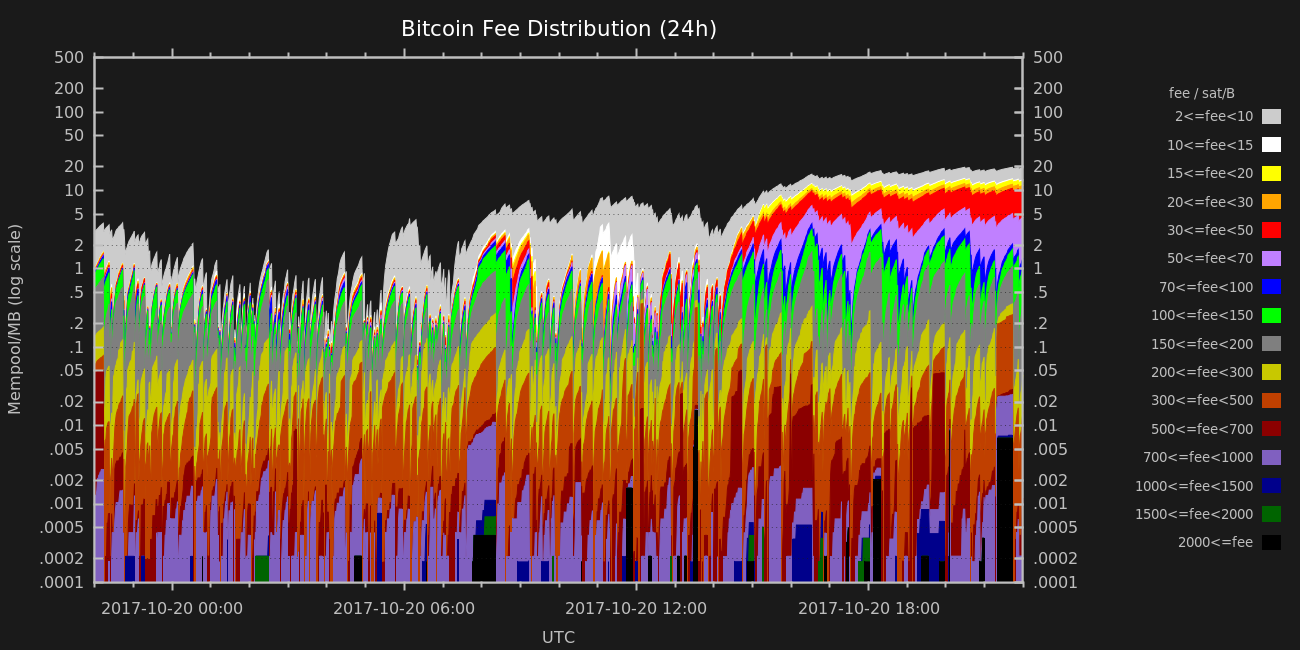 Bitcoin Fee Distribution (24h)
Mempool/MB (log scale)
500
200
100
50
20
10
5
2
1
.5
.2
.1
.05
.02
.01
.005
.002
.001
.0005
.0002
.0001
500
200
100
50
20
10
5
2
1
.5
.2
.1
.05
.02
.01
.005
.002
.001
.0005
.0002
.0001
2017-10-20 00:00
2017-10-20 06:00
2017-10-20 12:00
2017-10-20 18:00
UTC
fee / sat/B
2<=fee<10
10<=fee<15
15<=fee<20
20<=fee<30
30<=fee<50
50<=fee<70
70<=fee<100
100<=fee<150
150<=fee<200
200<=fee<300
300<=fee<500
500<=fee<700
700<=fee<1000
1000<=fee<1500
1500<=fee<2000
2000<=fee